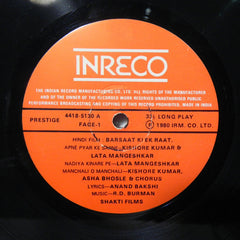 INRECO
THE INDIAN RECORD MANUFACTURING CO. LTD. ALL RIGHTS OF THE MANUFACTURER
AND OF THE OWNER OF RECORDED WORK RESERVED UNAUTHORISED PUBLIC
PERFORMANCE BROADCASTING AND COPYING OF THIS RECORD PROHIBITED. MADE IN INDIA
PRESTIGE
4418-5130 A
FACE-1
LONG PLAY
℗ 1980 IRM. CO. LTD.
HINDI FILM : BARSAAT KI EK RAAT
APNE PYAR KE KISHORE KUMAR &
LATA MANGESHKAR
NADIYA KINARE PE-LATA MANGESHKAR
MANCHALI O MANCHALI-KISHORE KUMAR,
ASHA BHOSLE & CHORUS
LYRICS-ANAND BAKSHI
MUSIC-R.D. BURMAN
SHAKTI FILMS